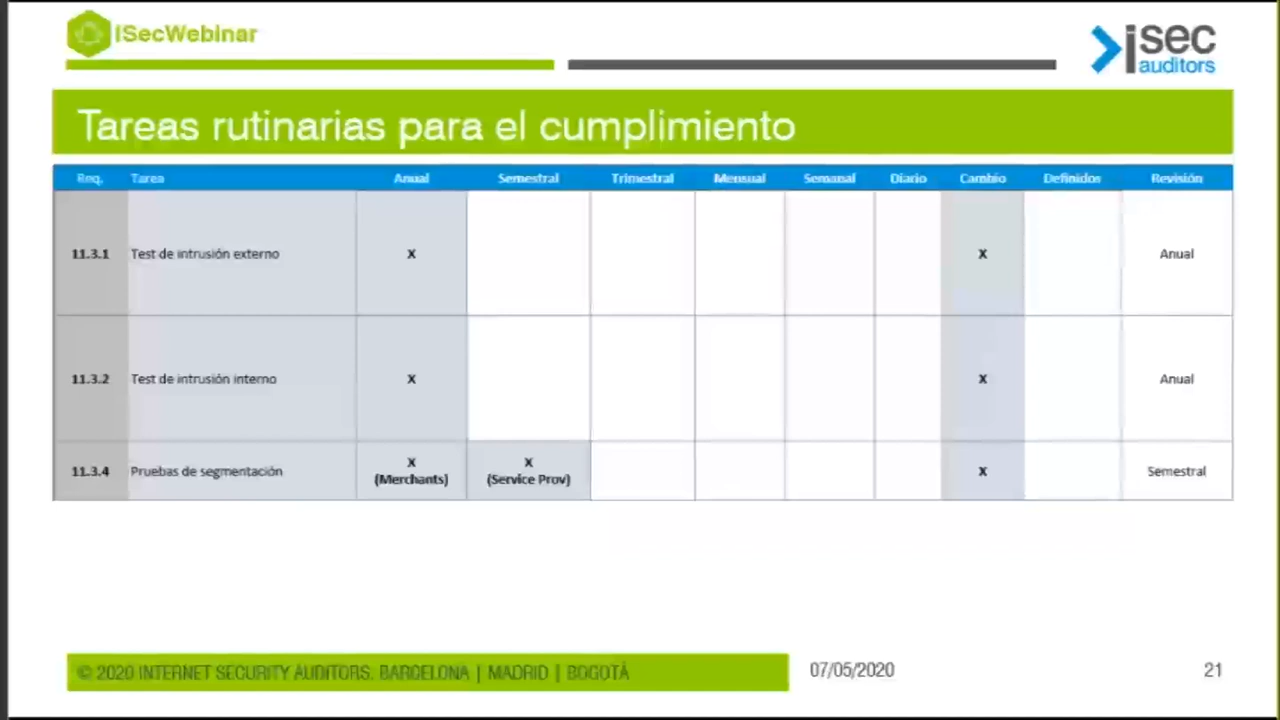 ISecWebinar
isec
auditors
Tareas rutinarias para el cumplimiento
Req. Tarea Anual Semestral Trimestral Mensual Semanal Diario Cambio Definidos Revisión
11.3.1 Test de intrusión externo X X Anual
11.3.2 Test de intrusión interno X X Anual
11.3.4 Pruebas de segmentación X (Merchants) X (Service Prov) X Semestral
© 2020 INTERNET SECURITY AUDITORS. BARCELONA | MADRID | BOGOTÁ 07/05/2020 21